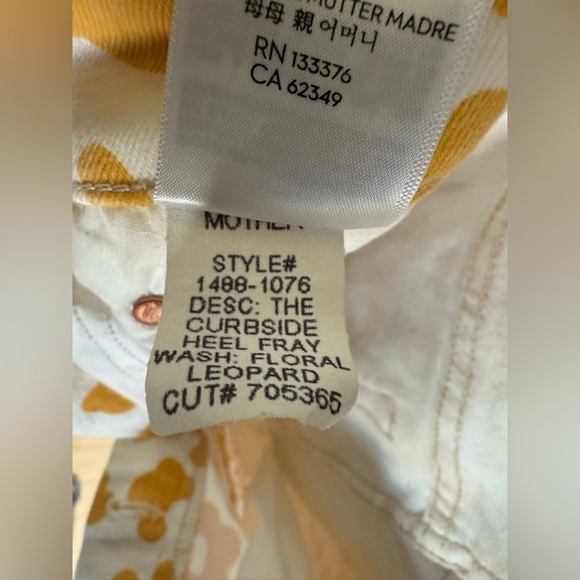 MUTTER MADRE
母母 親 어머니
RN 133376
CA 62349
MOTHER
STYLE#
1488-1076
DESC: THE
CURBSIDE
HEEL FRAY
WASH: FLORAL
LEOPARD
CUT# 705365